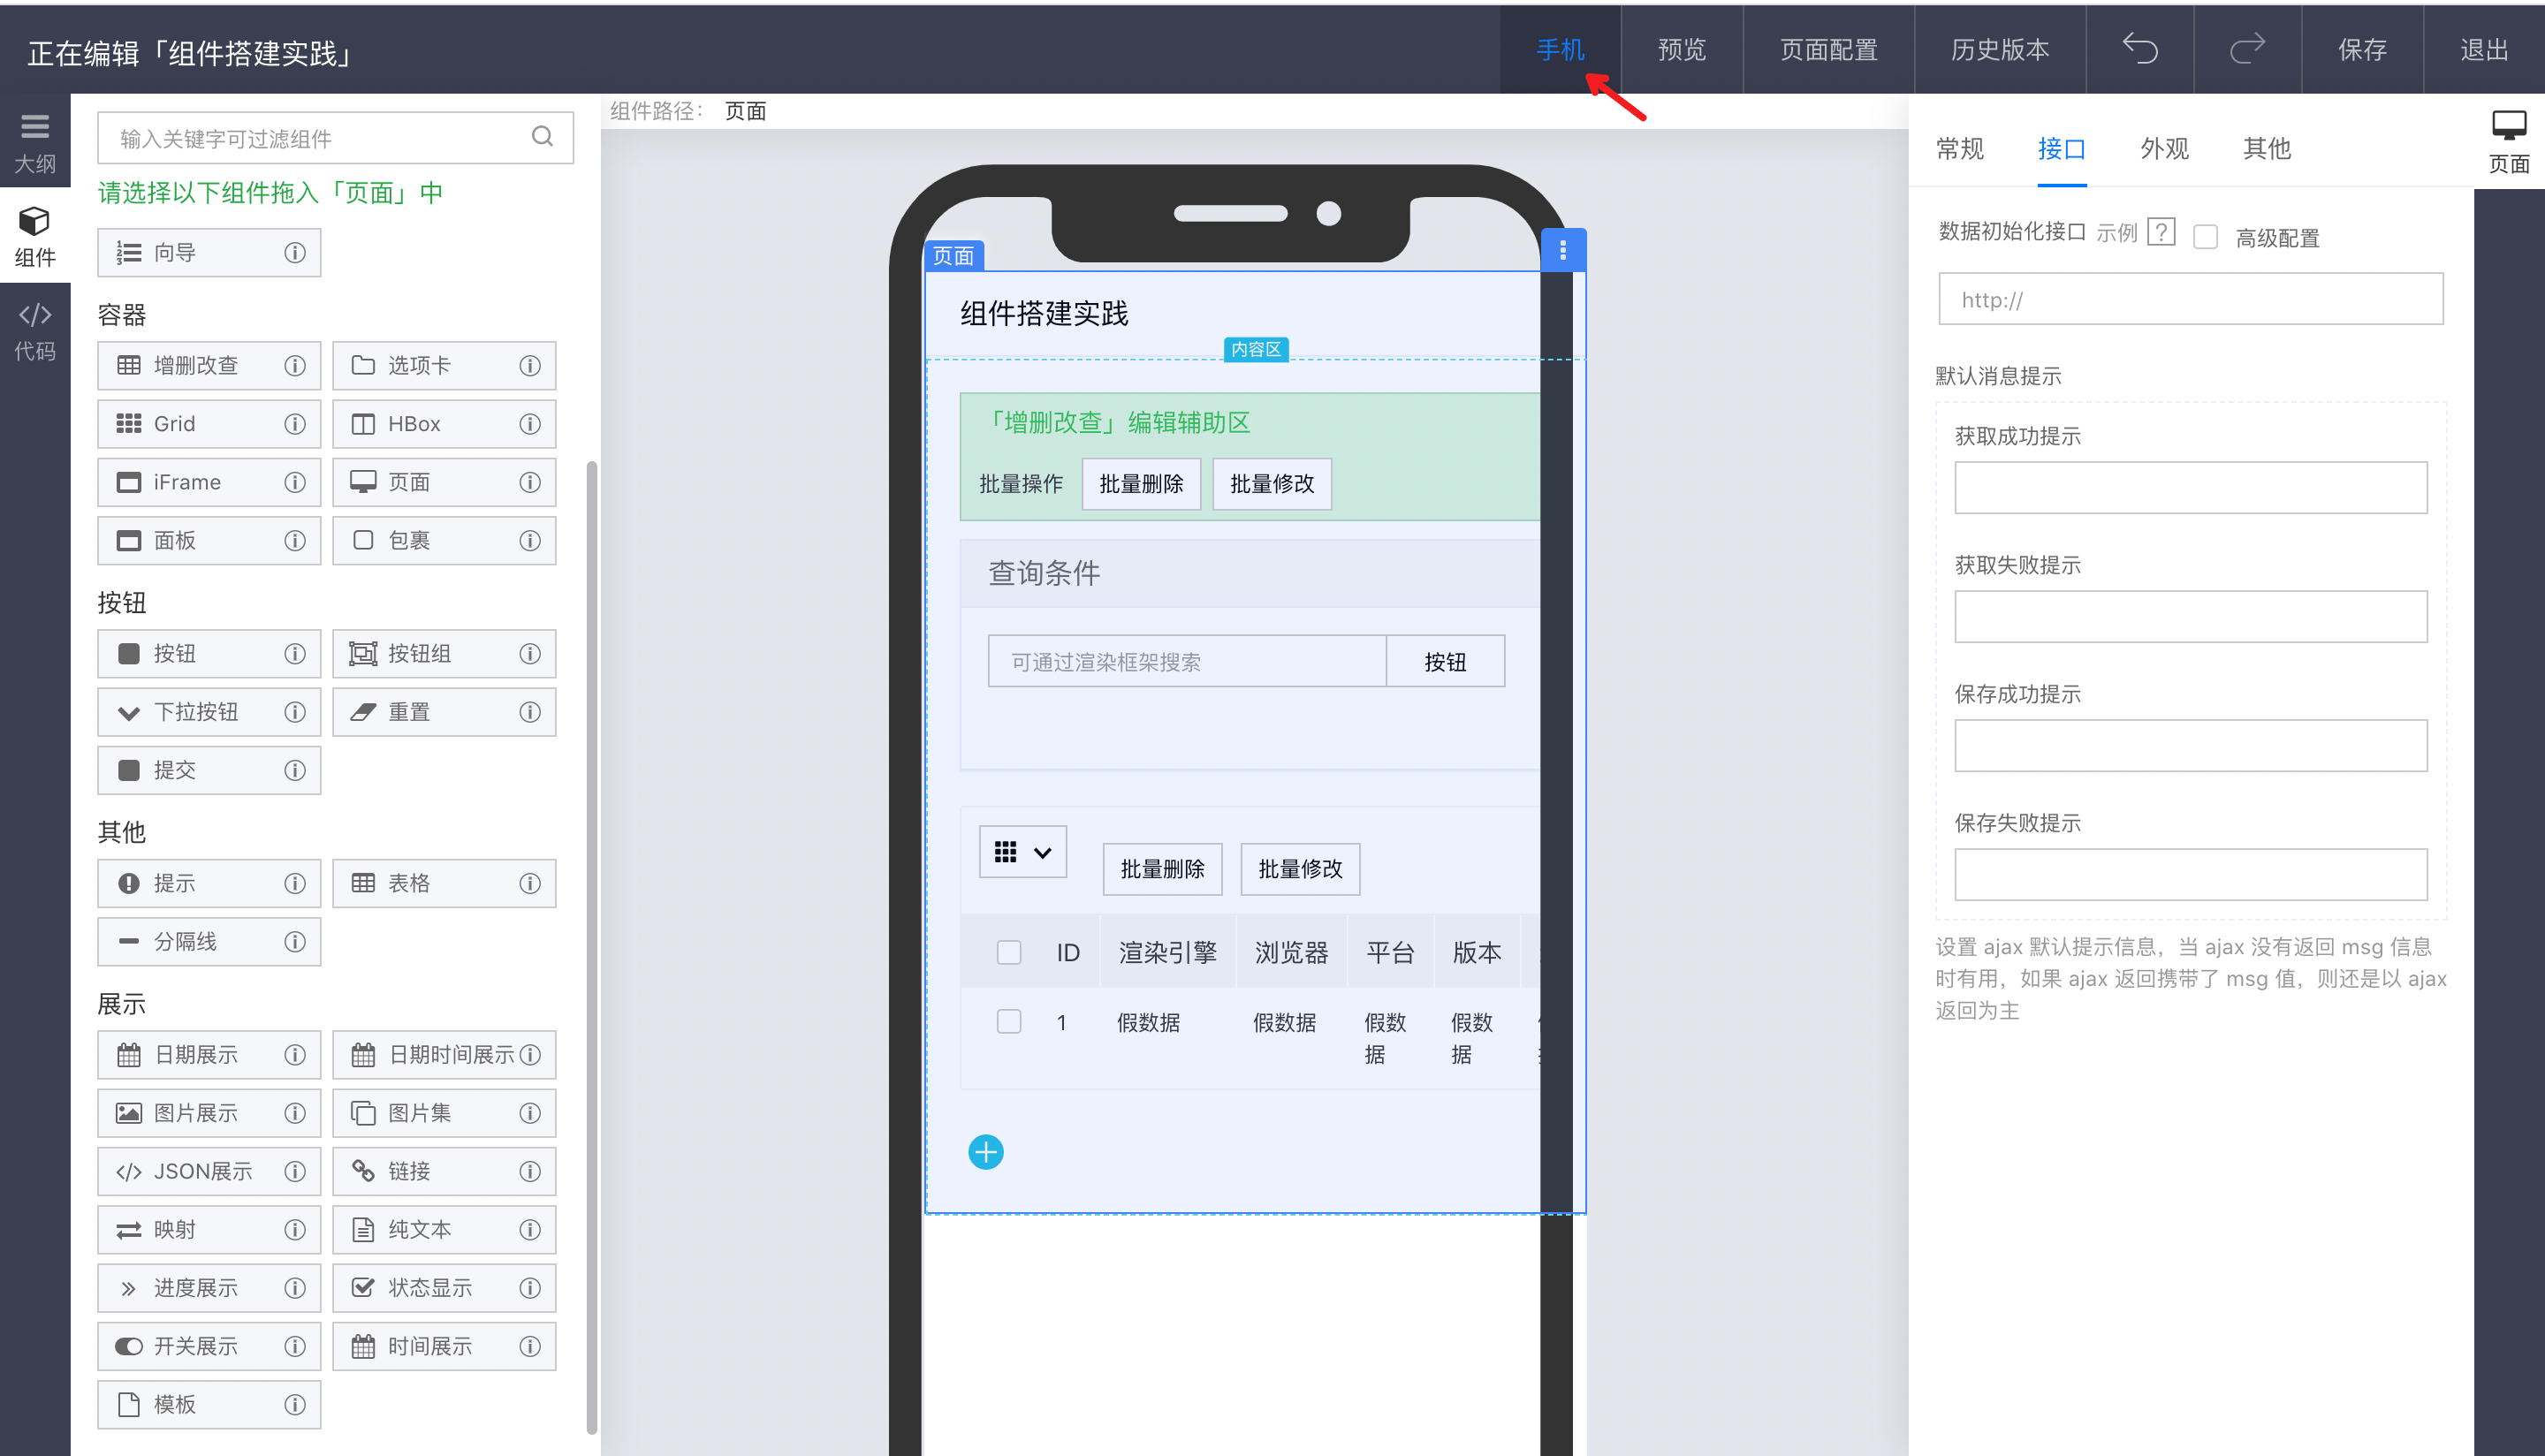 正在编辑「组件搭建实践」
手机
预览
页面配置
历史版本
保存
退出
大纲
组件
代码
输入关键字可过滤组件
请选择以下组件拖入「页面」中
向导
容器
增删改查
选项卡
Grid
HBox
iFrame
页面
面板
包裹
按钮
按钮
按钮组
下拉按钮
重置
提交
其他
提示
表格
分隔线
展示
日期展示
日期时间展示
图片展示
图片集
JSON展示
链接
映射
纯文本
进度展示
状态显示
开关展示
时间展示
模板
组件路径： 页面
页面
组件搭建实践
内容区
「增删改查」编辑辅助区
批量操作 批量删除 批量修改
查询条件
可通过渲染框架搜索 按钮
批量删除 批量修改
ID 渲染引擎 浏览器 平台 版本
1 假数据 假数据 假数据 假数据
常规 接口 外观 其他
页面
数据初始化接口 示例 ? 高级配置
http://
默认消息提示
获取成功提示
获取失败提示
保存成功提示
保存失败提示
设置 ajax 默认提示信息，当 ajax 没有返回 msg 信息
时有用，如果 ajax 返回携带了 msg 值，则还是以 ajax
返回为主